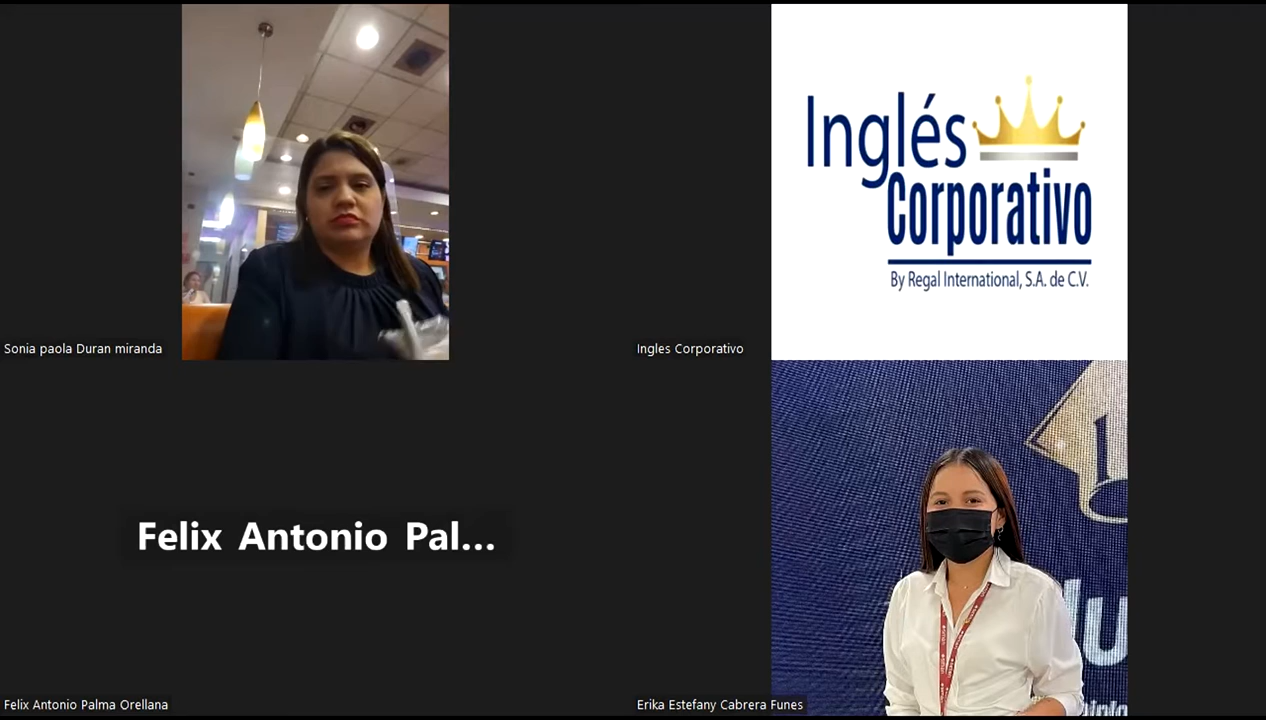 Inglés
Corporativo
By Regal International, S.A. de C.V.
Sonia paola Duran miranda
Ingles Corporativo
Felix Antonio Pal...
Felix Antonio Palma Orellana
Erika Estefany Cabrera Funes